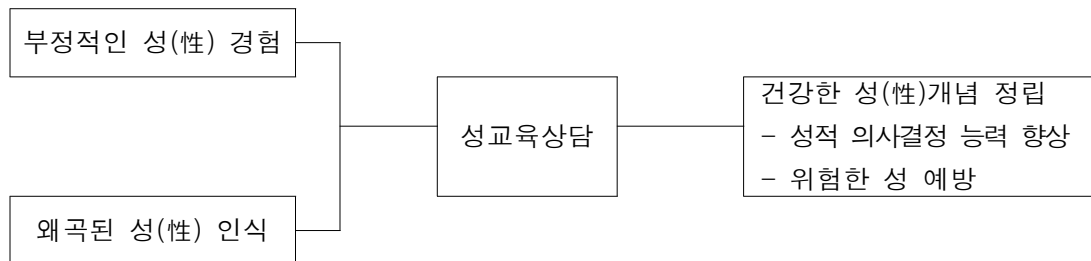 부정적인 성(性) 경험
왜곡된 성(性) 인식
성교육상담
건강한 성(性)개념 정립
- 성적 의사결정 능력 향상
- 위험한 성 예방